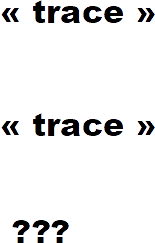 « trace »
« trace »
???